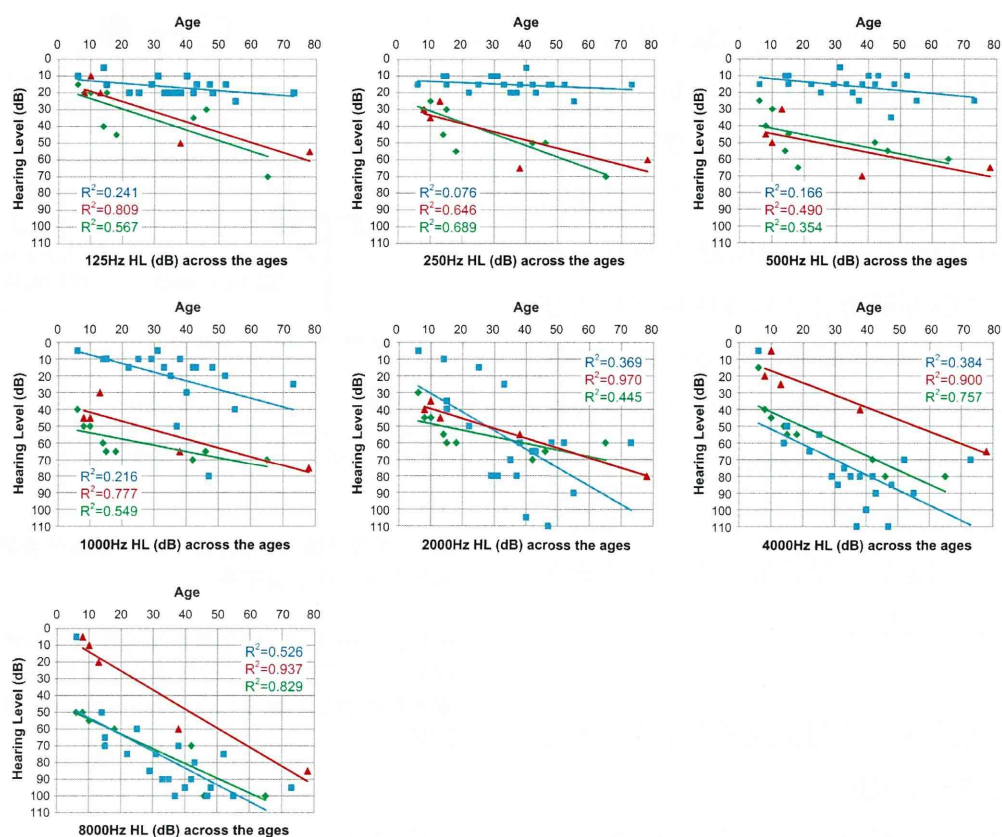 Age
0 10 20 30 40 50 60 70 80
Hearing Level (dB)
0
10
20
30
40
50
60
70
80
90
100
110
R²=0.241
R²=0.809
R²=0.567
125Hz HL (dB) across the ages
Age
0 10 20 30 40 50 60 70 80
Hearing Level (dB)
0
10
20
30
40
50
60
70
80
90
100
110
R²=0.076
R²=0.646
R²=0.689
250Hz HL (dB) across the ages
Age
0 10 20 30 40 50 60 70 80
Hearing Level (dB)
0
10
20
30
40
50
60
70
80
90
100
110
R²=0.166
R²=0.490
R²=0.354
500Hz HL (dB) across the ages
Age
0 10 20 30 40 50 60 70 80
Hearing Level (dB)
0
10
20
30
40
50
60
70
80
90
100
110
R²=0.216
R²=0.777
R²=0.549
1000Hz HL (dB) across the ages
Age
0 10 20 30 40 50 60 70 80
Hearing Level (dB)
0
10
20
30
40
50
60
70
80
90
100
110
R²=0.369
R²=0.970
R²=0.445
2000Hz HL (dB) across the ages
Age
0 10 20 30 40 50 60 70 80
Hearing Level (dB)
0
10
20
30
40
50
60
70
80
90
100
110
R²=0.384
R²=0.900
R²=0.757
4000Hz HL (dB) across the ages
Age
0 10 20 30 40 50 60 70 80
Hearing Level (dB)
0
10
20
30
40
50
60
70
80
90
100
110
R²=0.526
R²=0.937
R²=0.829
8000Hz HL (dB) across the ages